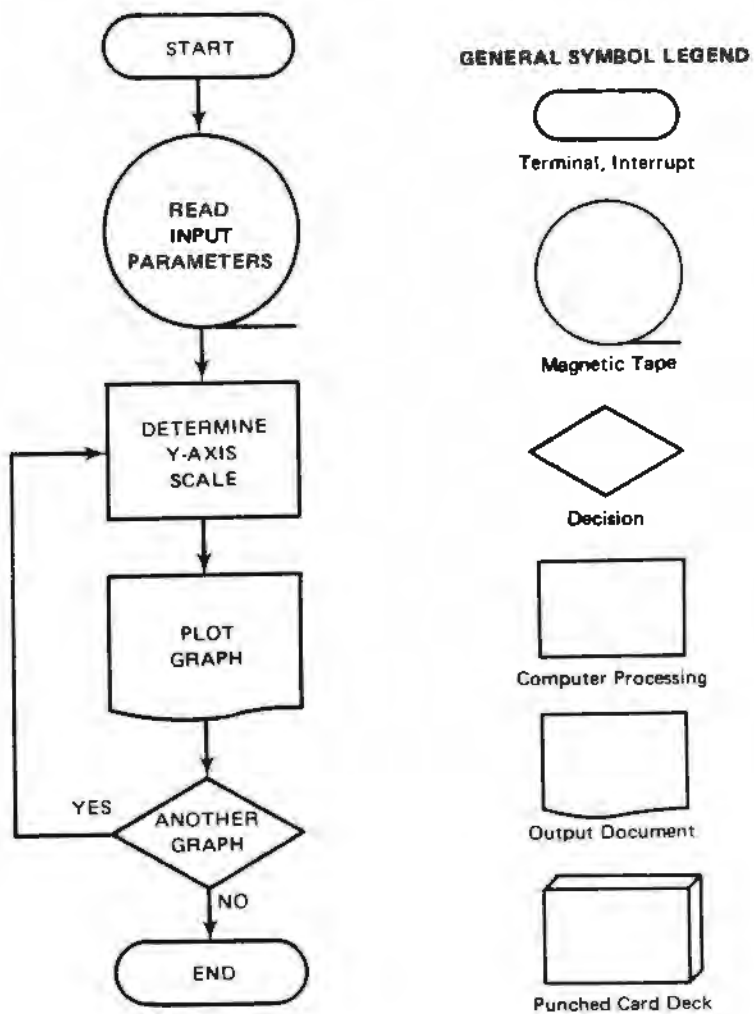 START
READ
INPUT
PARAMETERS
DETERMINE
Y-AXIS
SCALE
PLOT
GRAPH
YES
ANOTHER
GRAPH
NO
END
GENERAL SYMBOL LEGEND
Terminal, Interrupt
Magnetic Tape
Decision
Computer Processing
Output Document
Punched Card Deck